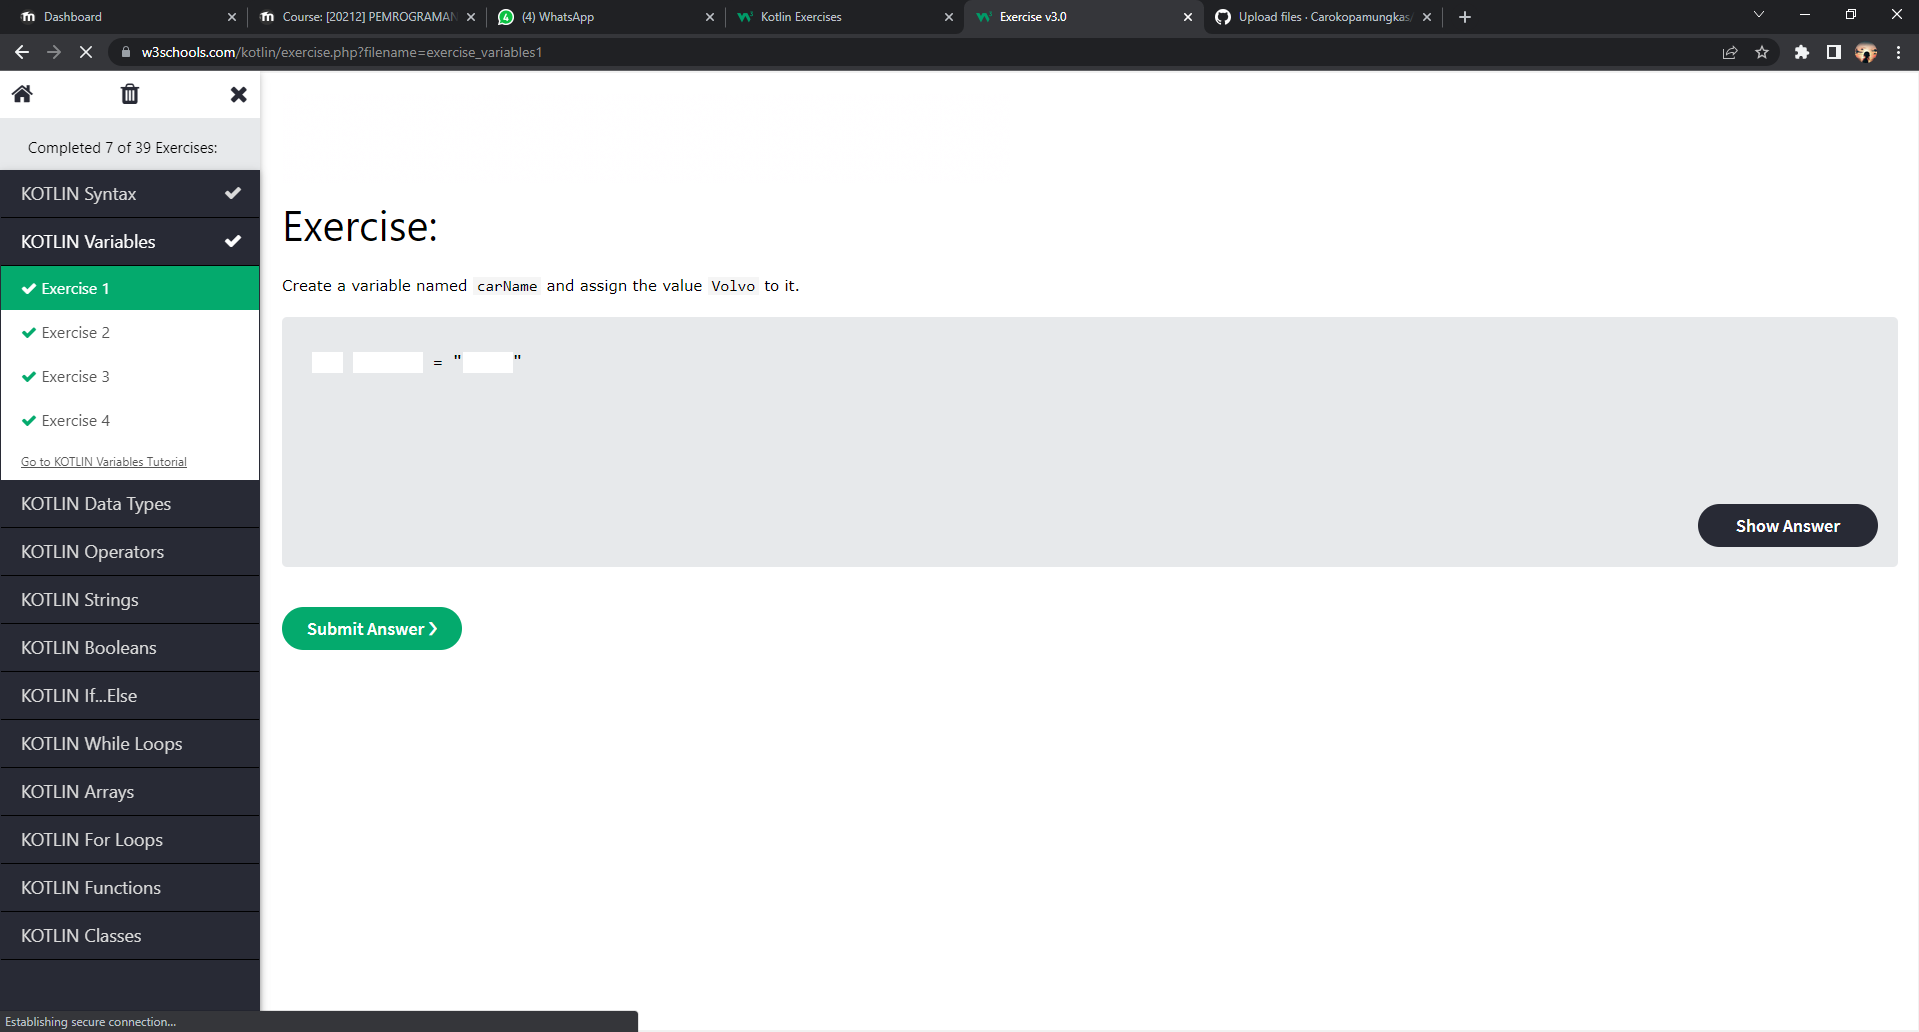 Dashboard
Course: [20212] PEMROGRAMAN
4
(4) WhatsApp
Kotlin Exercises
Exercise v3.0
Upload files · Carokopamungkas/
w3schools.com/kotlin/exercise.php?filename=exercise_variables1
Completed 7 of 39 Exercises:
KOTLIN Syntax
KOTLIN Variables
Exercise 1
Exercise 2
Exercise 3
Exercise 4
Go to KOTLIN Variables Tutorial
KOTLIN Data Types
KOTLIN Operators
KOTLIN Strings
KOTLIN Booleans
KOTLIN If...Else
KOTLIN While Loops
KOTLIN Arrays
KOTLIN For Loops
KOTLIN Functions
KOTLIN Classes
Exercise:
Create a variable named carName and assign the value Volvo to it.
= " "
Show Answer
Submit Answer ❯
Establishing secure connection...